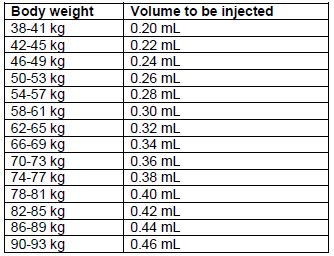 Body weight Volume to be injected
38-41 kg 0.20 mL
42-45 kg 0.22 mL
46-49 kg 0.24 mL
50-53 kg 0.26 mL
54-57 kg 0.28 mL
58-61 kg 0.30 mL
62-65 kg 0.32 mL
66-69 kg 0.34 mL
70-73 kg 0.36 mL
74-77 kg 0.38 mL
78-81 kg 0.40 mL
82-85 kg 0.42 mL
86-89 kg 0.44 mL
90-93 kg 0.46 mL